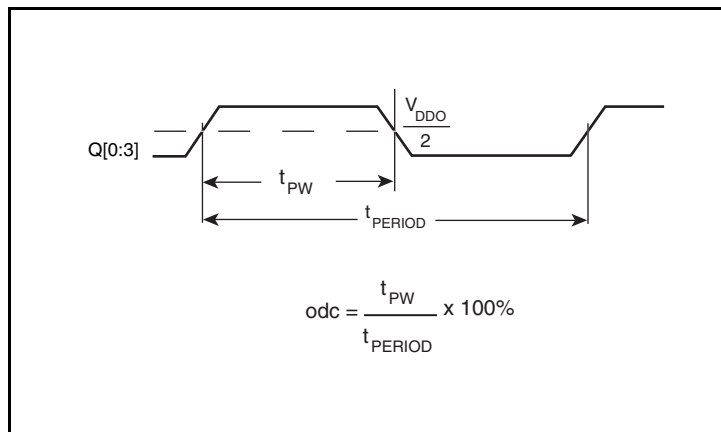 V_DDO
2
Q[0:3]
t_PW
t_PERIOD
odc = t_PW / t_PERIOD x 100%